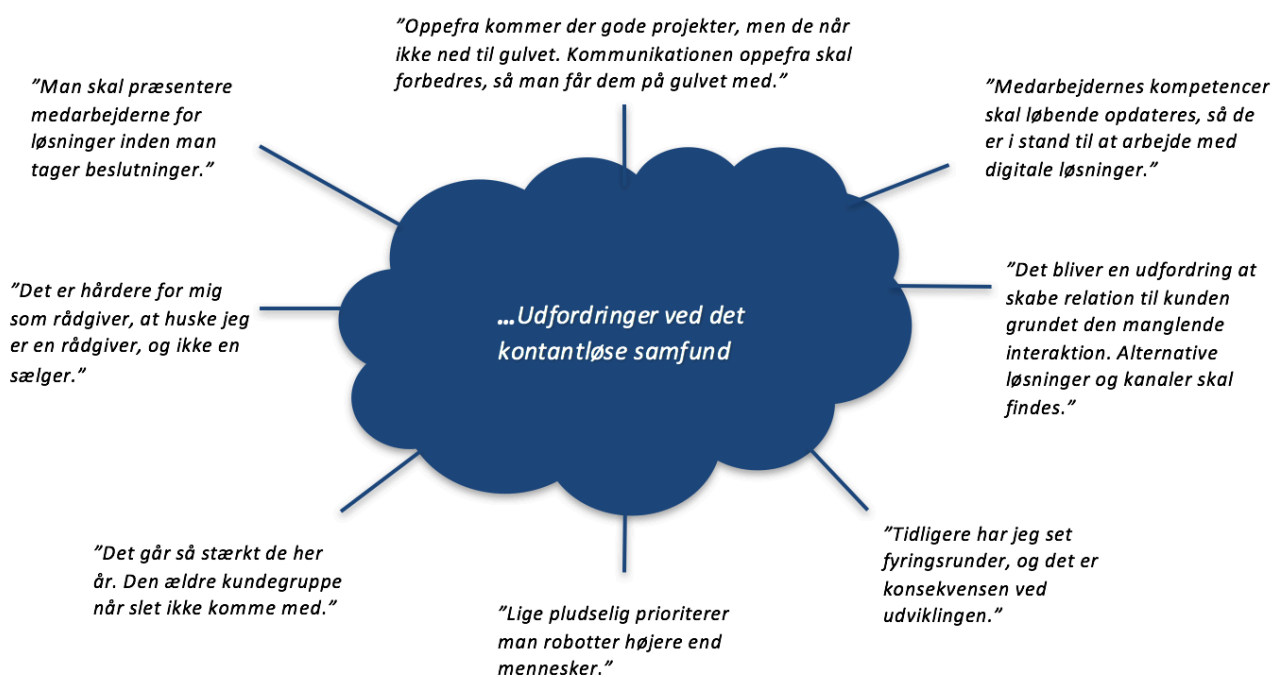 ”Oppefra kommer der gode projekter, men de når
ikke ned til gulvet. Kommunikationen oppefra skal
forbedres, så man får dem på gulvet med.”
”Man skal præsentere
medarbejderne for
løsninger inden man
tager beslutninger.”
”Medarbejdernes kompetencer
skal løbende opdateres, så de
er i stand til at arbejde med
digitale løsninger.”
”Det er hårdere for mig
som rådgiver, at huske jeg
er en rådgiver, og ikke en
sælger.”
...Udfordringer ved det
kontantløse samfund
”Det bliver en udfordring at
skabe relation til kunden
grundet den manglende
interaktion. Alternative
løsninger og kanaler skal
findes.”
”Det går så stærkt de her
år. Den ældre kundegruppe
når slet ikke komme med.”
”Lige pludselig prioriterer
man robotter højere end
mennesker.”
”Tidligere har jeg set
fyringsrunder, og det er
konsekvensen ved
udviklingen.”